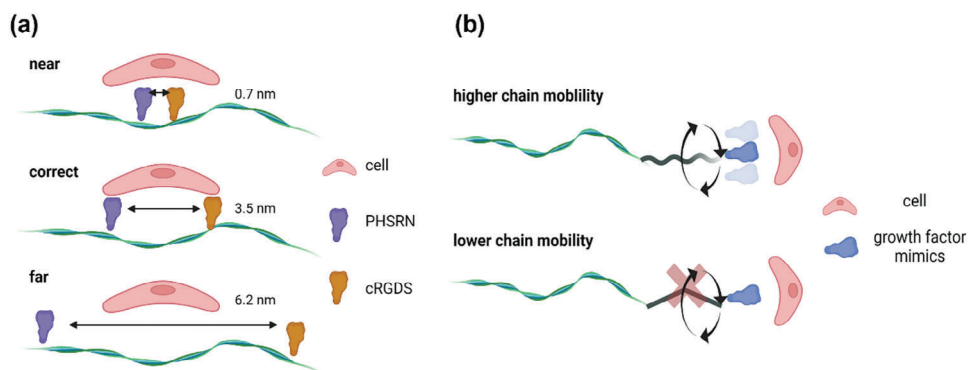 (a)
near
0.7 nm
correct
3.5 nm
far
6.2 nm
cell
PHSRN
cRGDS
(b)
higher chain moblility
lower chain mobility
cell
growth factor
mimics